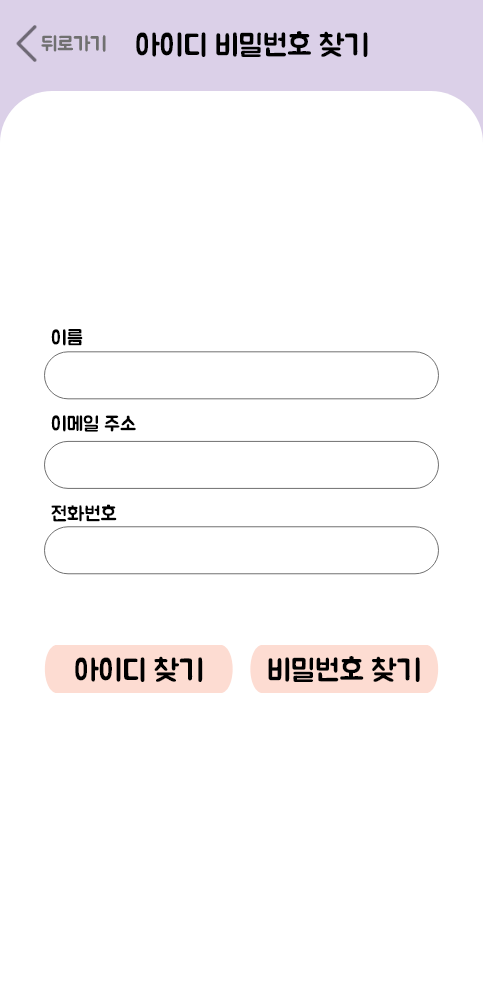 뒤로가기 아이디 비밀번호 찾기
이름
이메일 주소
전화번호
아이디 찾기 비밀번호 찾기